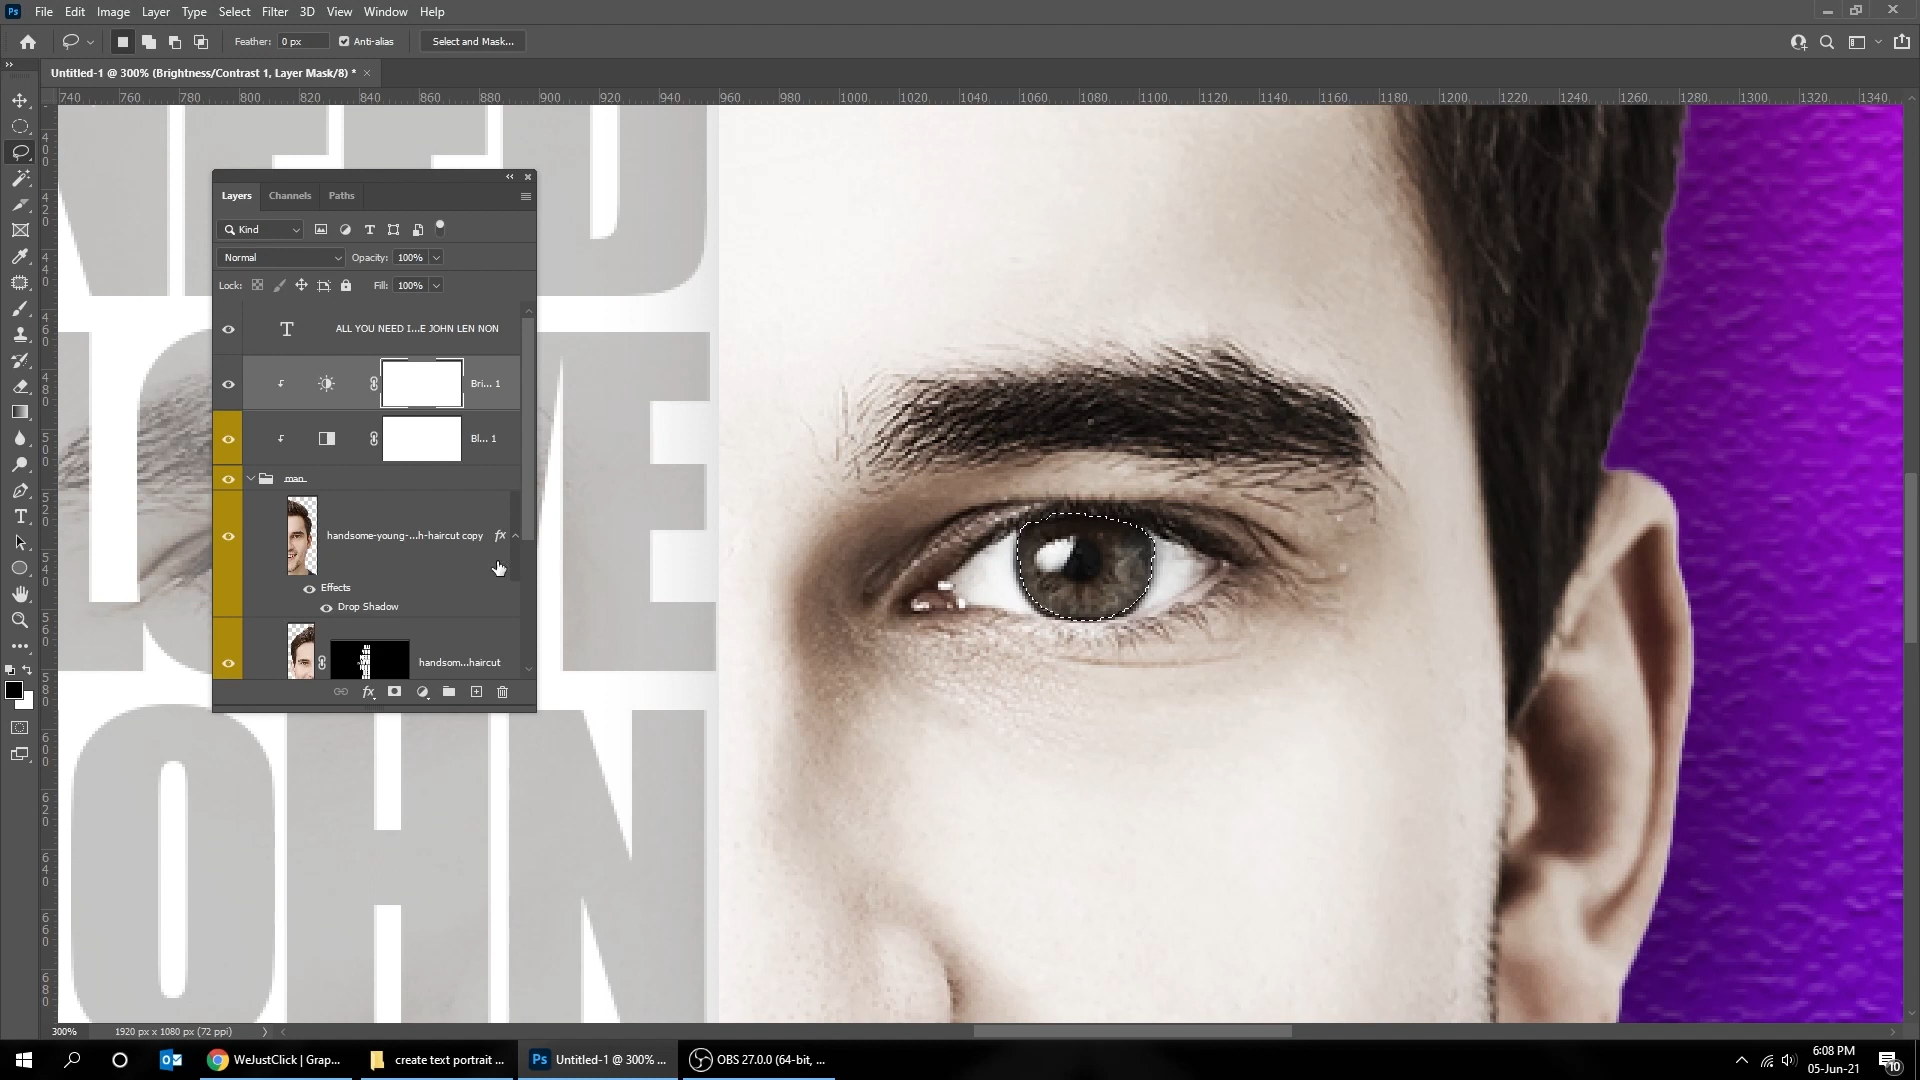 File Edit Image Layer Type Select Filter 3D View Window Help
Feather: 0 px Anti-alias Select and Mask...
Untitled-1 @ 300% (Brightness/Contrast 1, Layer Mask/8) *
740 760 780 800 820 840 860 880 900 920 940 960 980 1000 1020 1040 1060 1080 1100 1120 1140 1160 1180 1200 1220 1240 1260 1280 1300 1320 1340
Layers Channels Paths
Kind
Normal Opacity: 100%
Lock: Fill: 100%
ALL YOU NEED I...E JOHN LEN NON
Bri... 1
Bl... 1
man
handsome-young-...h-haircut copy fx
Effects
Drop Shadow
handsom...haircut
OHN
300% 1920 px x 1080 px (72 ppi)
WeJustClick | Grap... create text portrait ... Untitled-1 @ 300% ... OBS 27.0.0 (64-bit, ...
6:08 PM
05-Jun-21
10